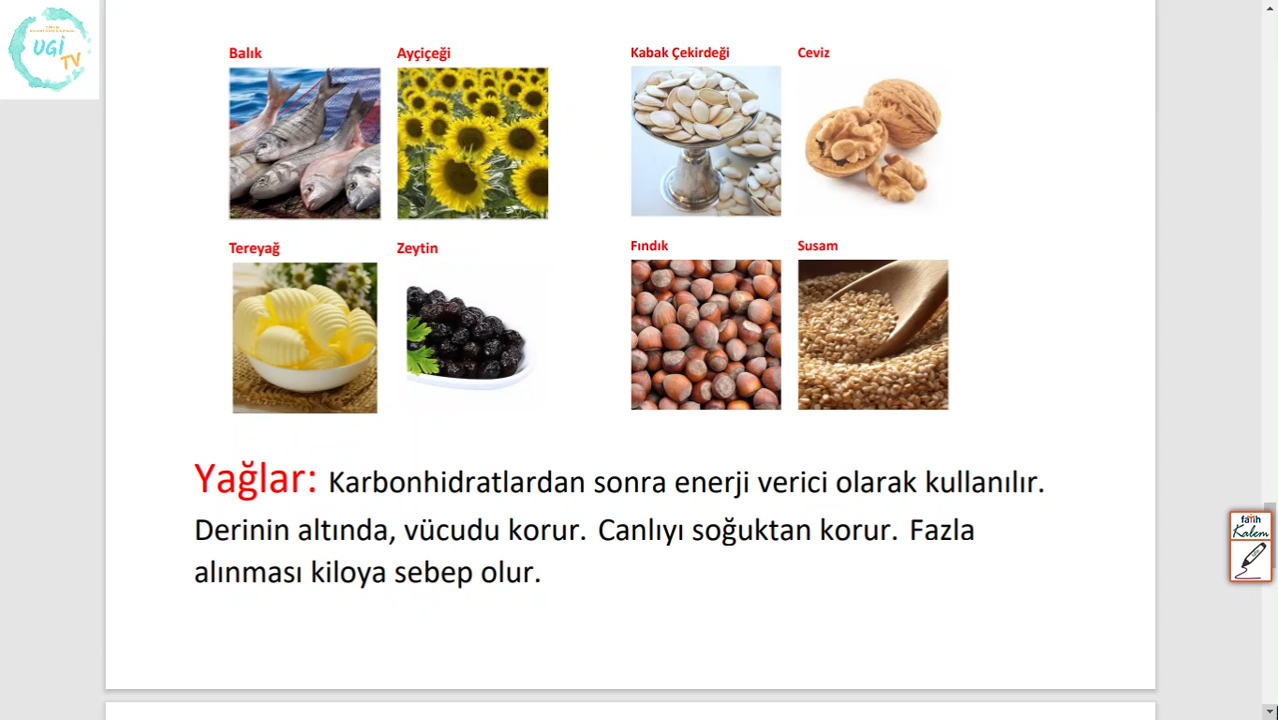 UGİ
TV
Balık
Ayçiçeği
Kabak Çekirdeği
Ceviz
Tereyağ
Zeytin
Fındık
Susam
Yağlar: Karbonhidratlardan sonra enerji verici olarak kullanılır.
Derinin altında, vücudu korur. Canlıyı soğuktan korur. Fazla
alınması kiloya sebep olur.
fatih
Kalem